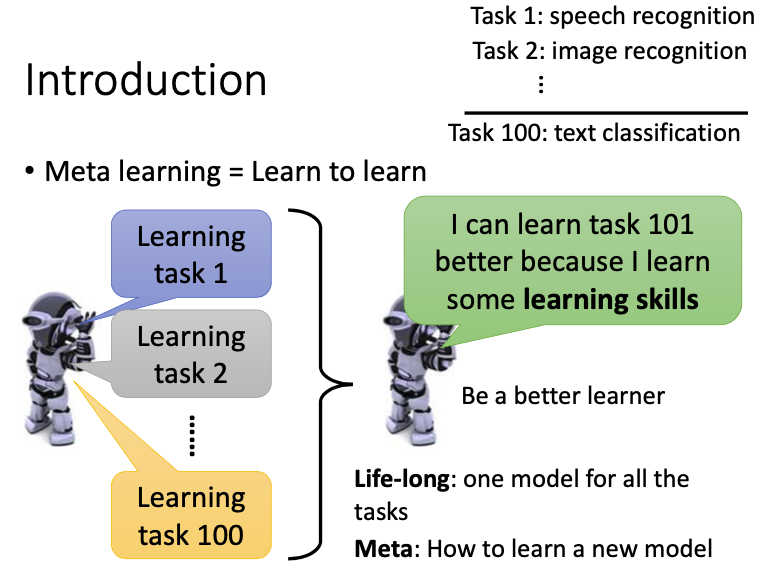 Task 1: speech recognition
Task 2: image recognition
⋮
Task 100: text classification
Introduction
• Meta learning = Learn to learn
Learning
task 1
Learning
task 2
⋮
Learning
task 100
I can learn task 101
better because I learn
some learning skills
Be a better learner
Life-long: one model for all the
tasks
Meta: How to learn a new model